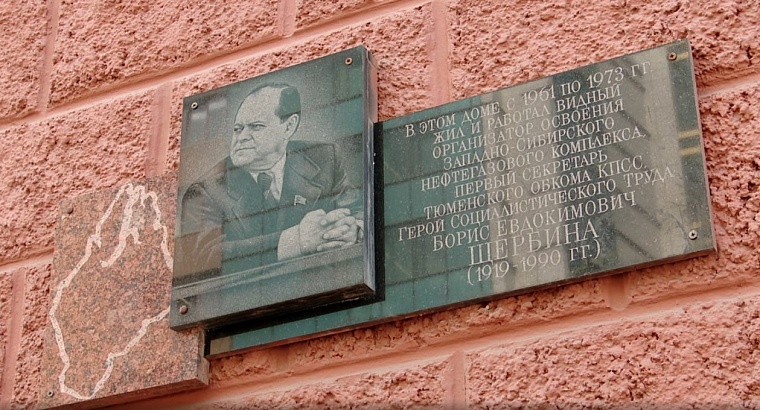 В ЭТОМ ДОМЕ С 1961 ПО 1973 ГГ.
ЖИЛ И РАБОТАЛ ВИДНЫЙ
ОРГАНИЗАТОР ОСВОЕНИЯ
ЗАПАДНО-СИБИРСКОГО
НЕФТЕГАЗОВОГО КОМПЛЕКСА,
ПЕРВЫЙ СЕКРЕТАРЬ
ТЮМЕНСКОГО ОБКОМА КПСС,
ГЕРОЙ СОЦИАЛИСТИЧЕСКОГО ТРУДА
БОРИС ЕВДОКИМОВИЧ
ЩЕРБИНА
(1919-1990 ГГ.)